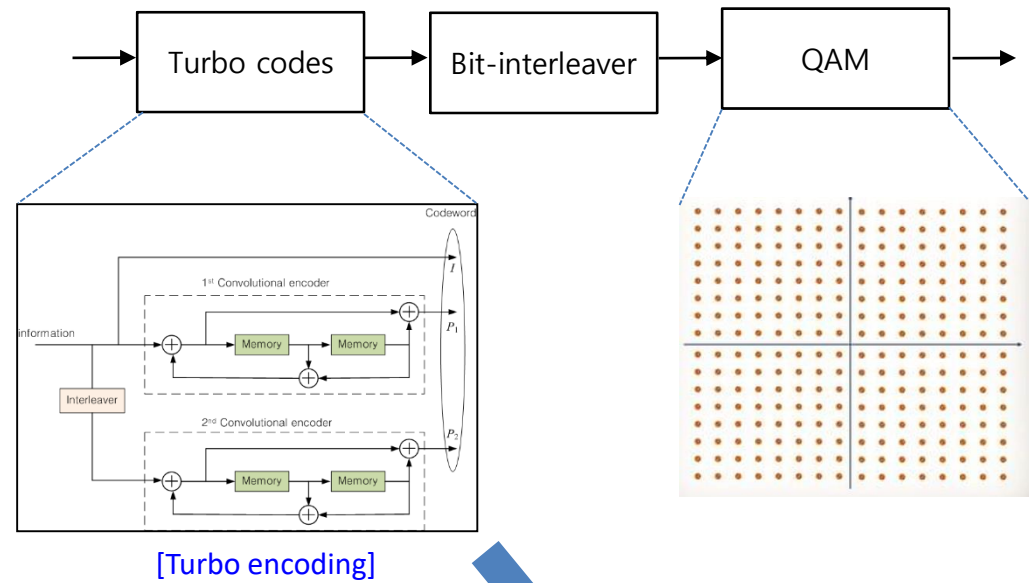 Turbo codes
Bit-interleaver
QAM
Codeword
I
1st Convolutional encoder
P1
information
Memory
Memory
Interleaver
2nd Convolutional encoder
P2
Memory
Memory
[Turbo encoding]